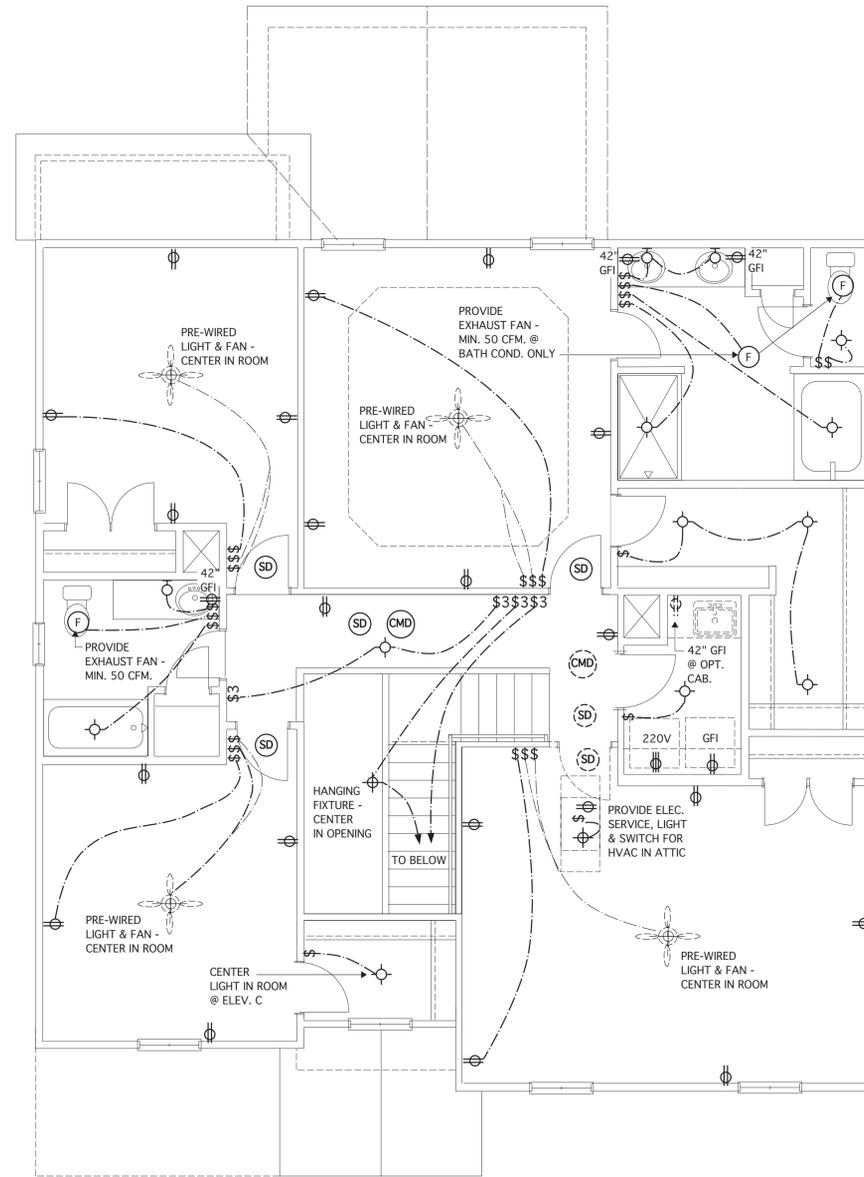 42"
GFI
42"
GFI
F
PROVIDE
EXHAUST FAN -
MIN. 50 CFM. @
BATH COND. ONLY
$
$
$
$
F
$$
PRE-WIRED
LIGHT & FAN -
CENTER IN ROOM
PRE-WIRED
LIGHT & FAN -
CENTER IN ROOM
$
$$
$$
SD
SD
$$$
42"
GFI
$
$
$
F
PROVIDE
EXHAUST FAN -
MIN. 50 CFM.
$3$3$3
SD
CMD
CMD
42" GFI
@ OPT.
CAB.
$3
$
SD
SD
$
$$
SD
$$$
220V
GFI
HANGING
FIXTURE -
CENTER
IN OPENING
TO BELOW
PROVIDE ELEC.
SERVICE, LIGHT
& SWITCH FOR
HVAC IN ATTIC
$
PRE-WIRED
LIGHT & FAN -
CENTER IN ROOM
PRE-WIRED
LIGHT & FAN -
CENTER IN ROOM
$
CENTER
LIGHT IN ROOM
@ ELEV. C